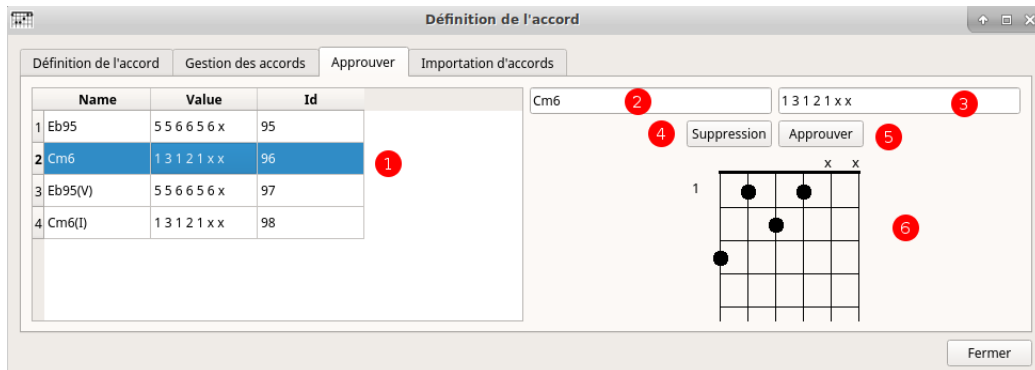 Définition de l'accord
Définition de l'accord Gestion des accords Approuver Importation d'accords
Name Value Id
1 Eb95 5 5 6 6 5 6 x 95
2 Cm6 1 3 1 2 1 x x 96
3 Eb95(V) 5 5 6 6 5 6 x 97
4 Cm6(I) 1 3 1 2 1 x x 98
1
Cm6 2 1 3 1 2 1 x x 3
4 Suppression Approuver 5
x x
1
6
Fermer